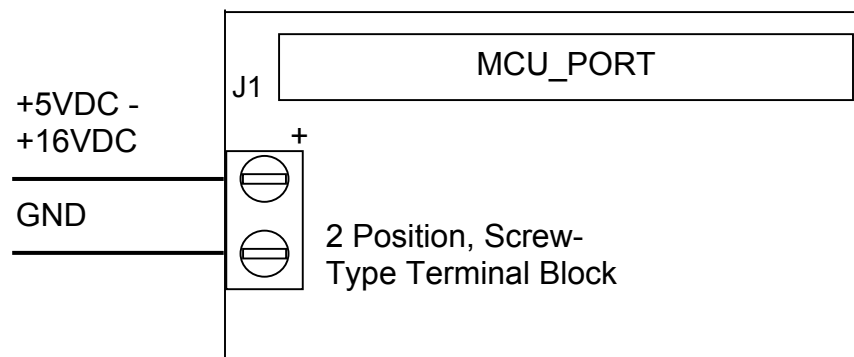 MCU_PORT
J1
+5VDC -
+16VDC
+
GND
2 Position, Screw-
Type Terminal Block